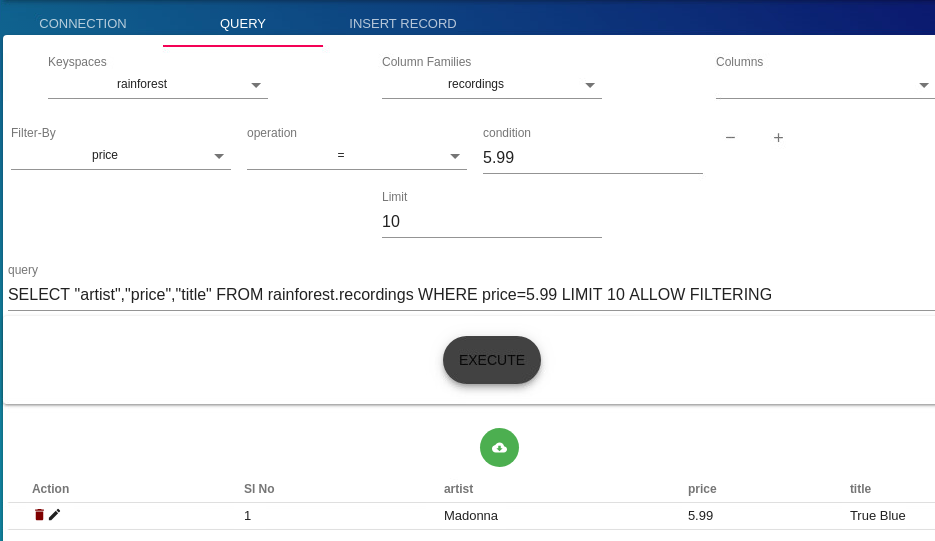 CONNECTION QUERY INSERT RECORD
Keyspaces Column Families Columns
rainforest recordings
Filter-By operation condition − +
price = 5.99
Limit
10
query
SELECT "artist","price","title" FROM rainforest.recordings WHERE price=5.99 LIMIT 10 ALLOW FILTERING
EXECUTE
Action Sl No artist price title
1 Madonna 5.99 True Blue